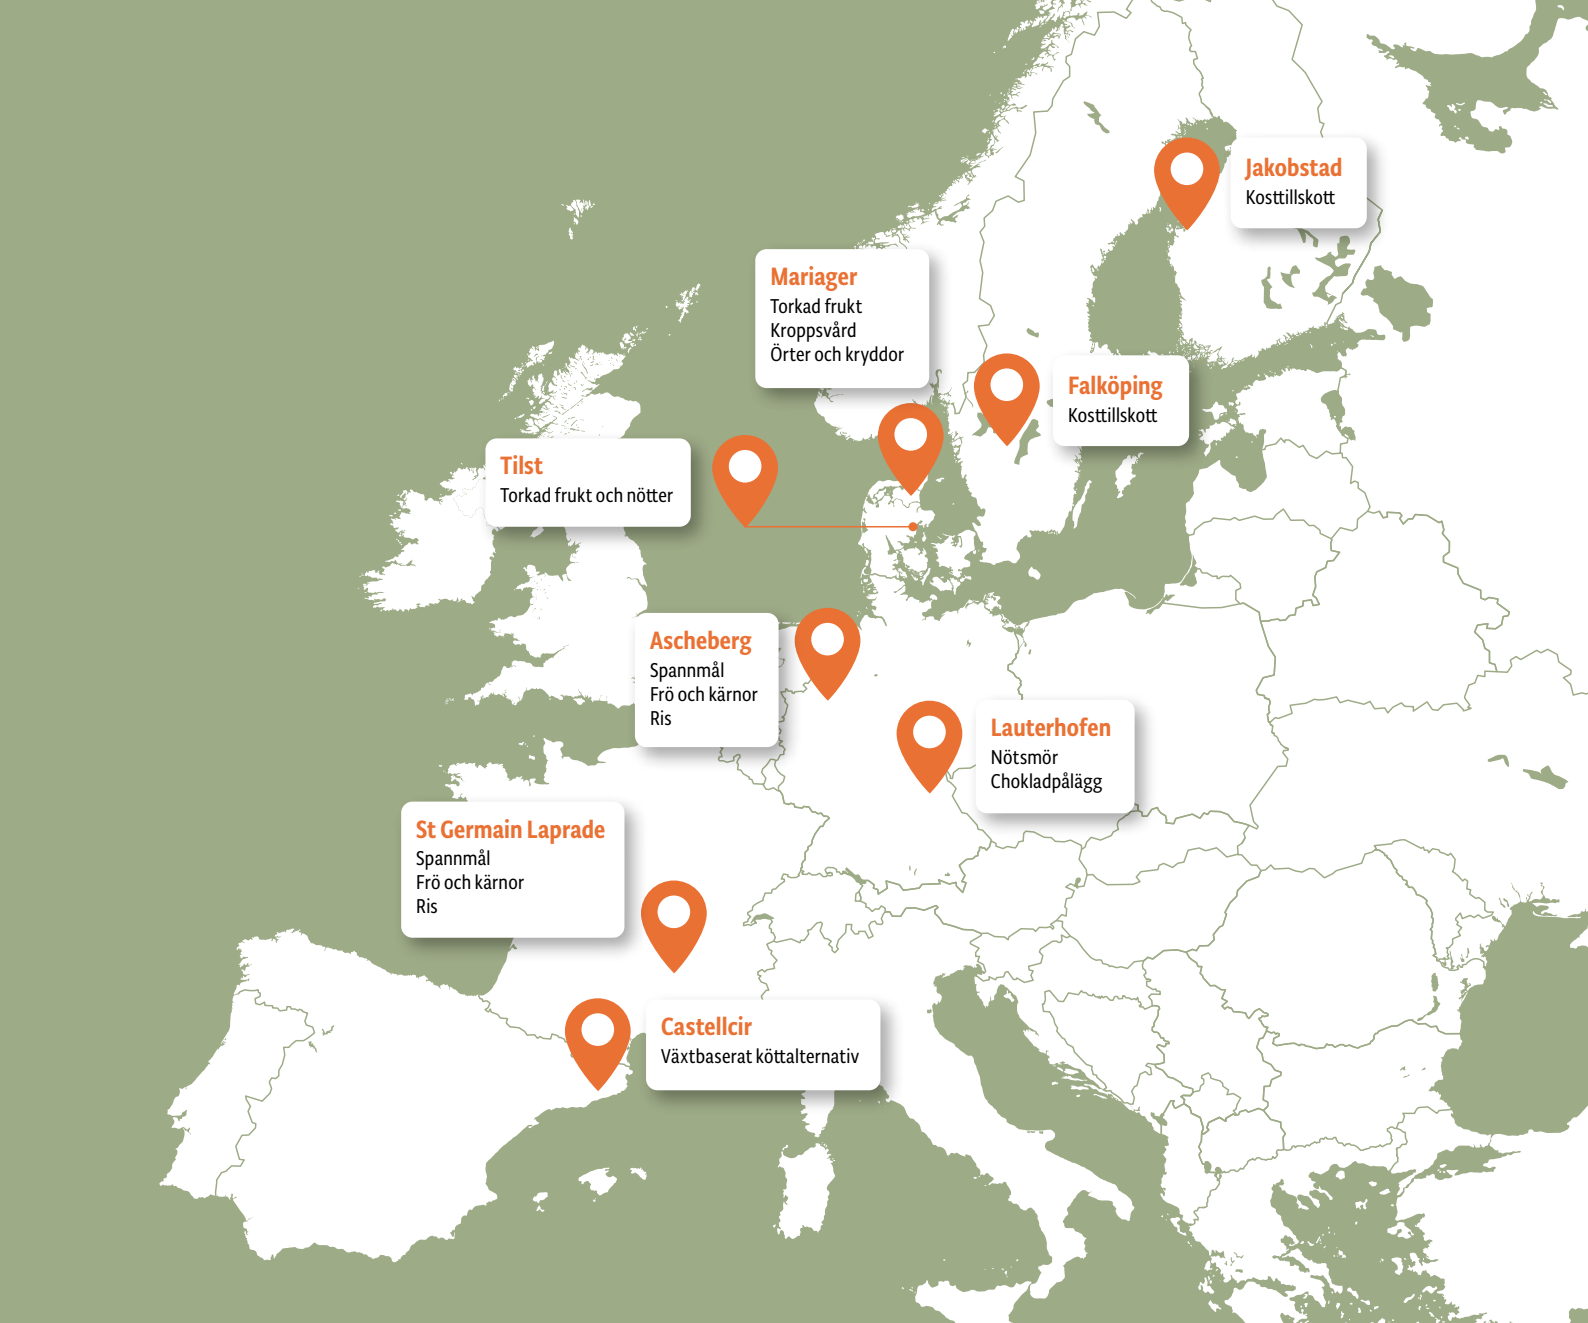 Jakobstad
Kosttillskott
Mariager
Torkad frukt
Kroppsvård
Örter och kryddor
Falköping
Kosttillskott
Tilst
Torkad frukt och nötter
Ascheberg
Spannmål
Frö och kärnor
Ris
Lauterhofen
Nötsmör
Chokladpålägg
St Germain Laprade
Spannmål
Frö och kärnor
Ris
Castellcir
Växtbaserat köttalternativ